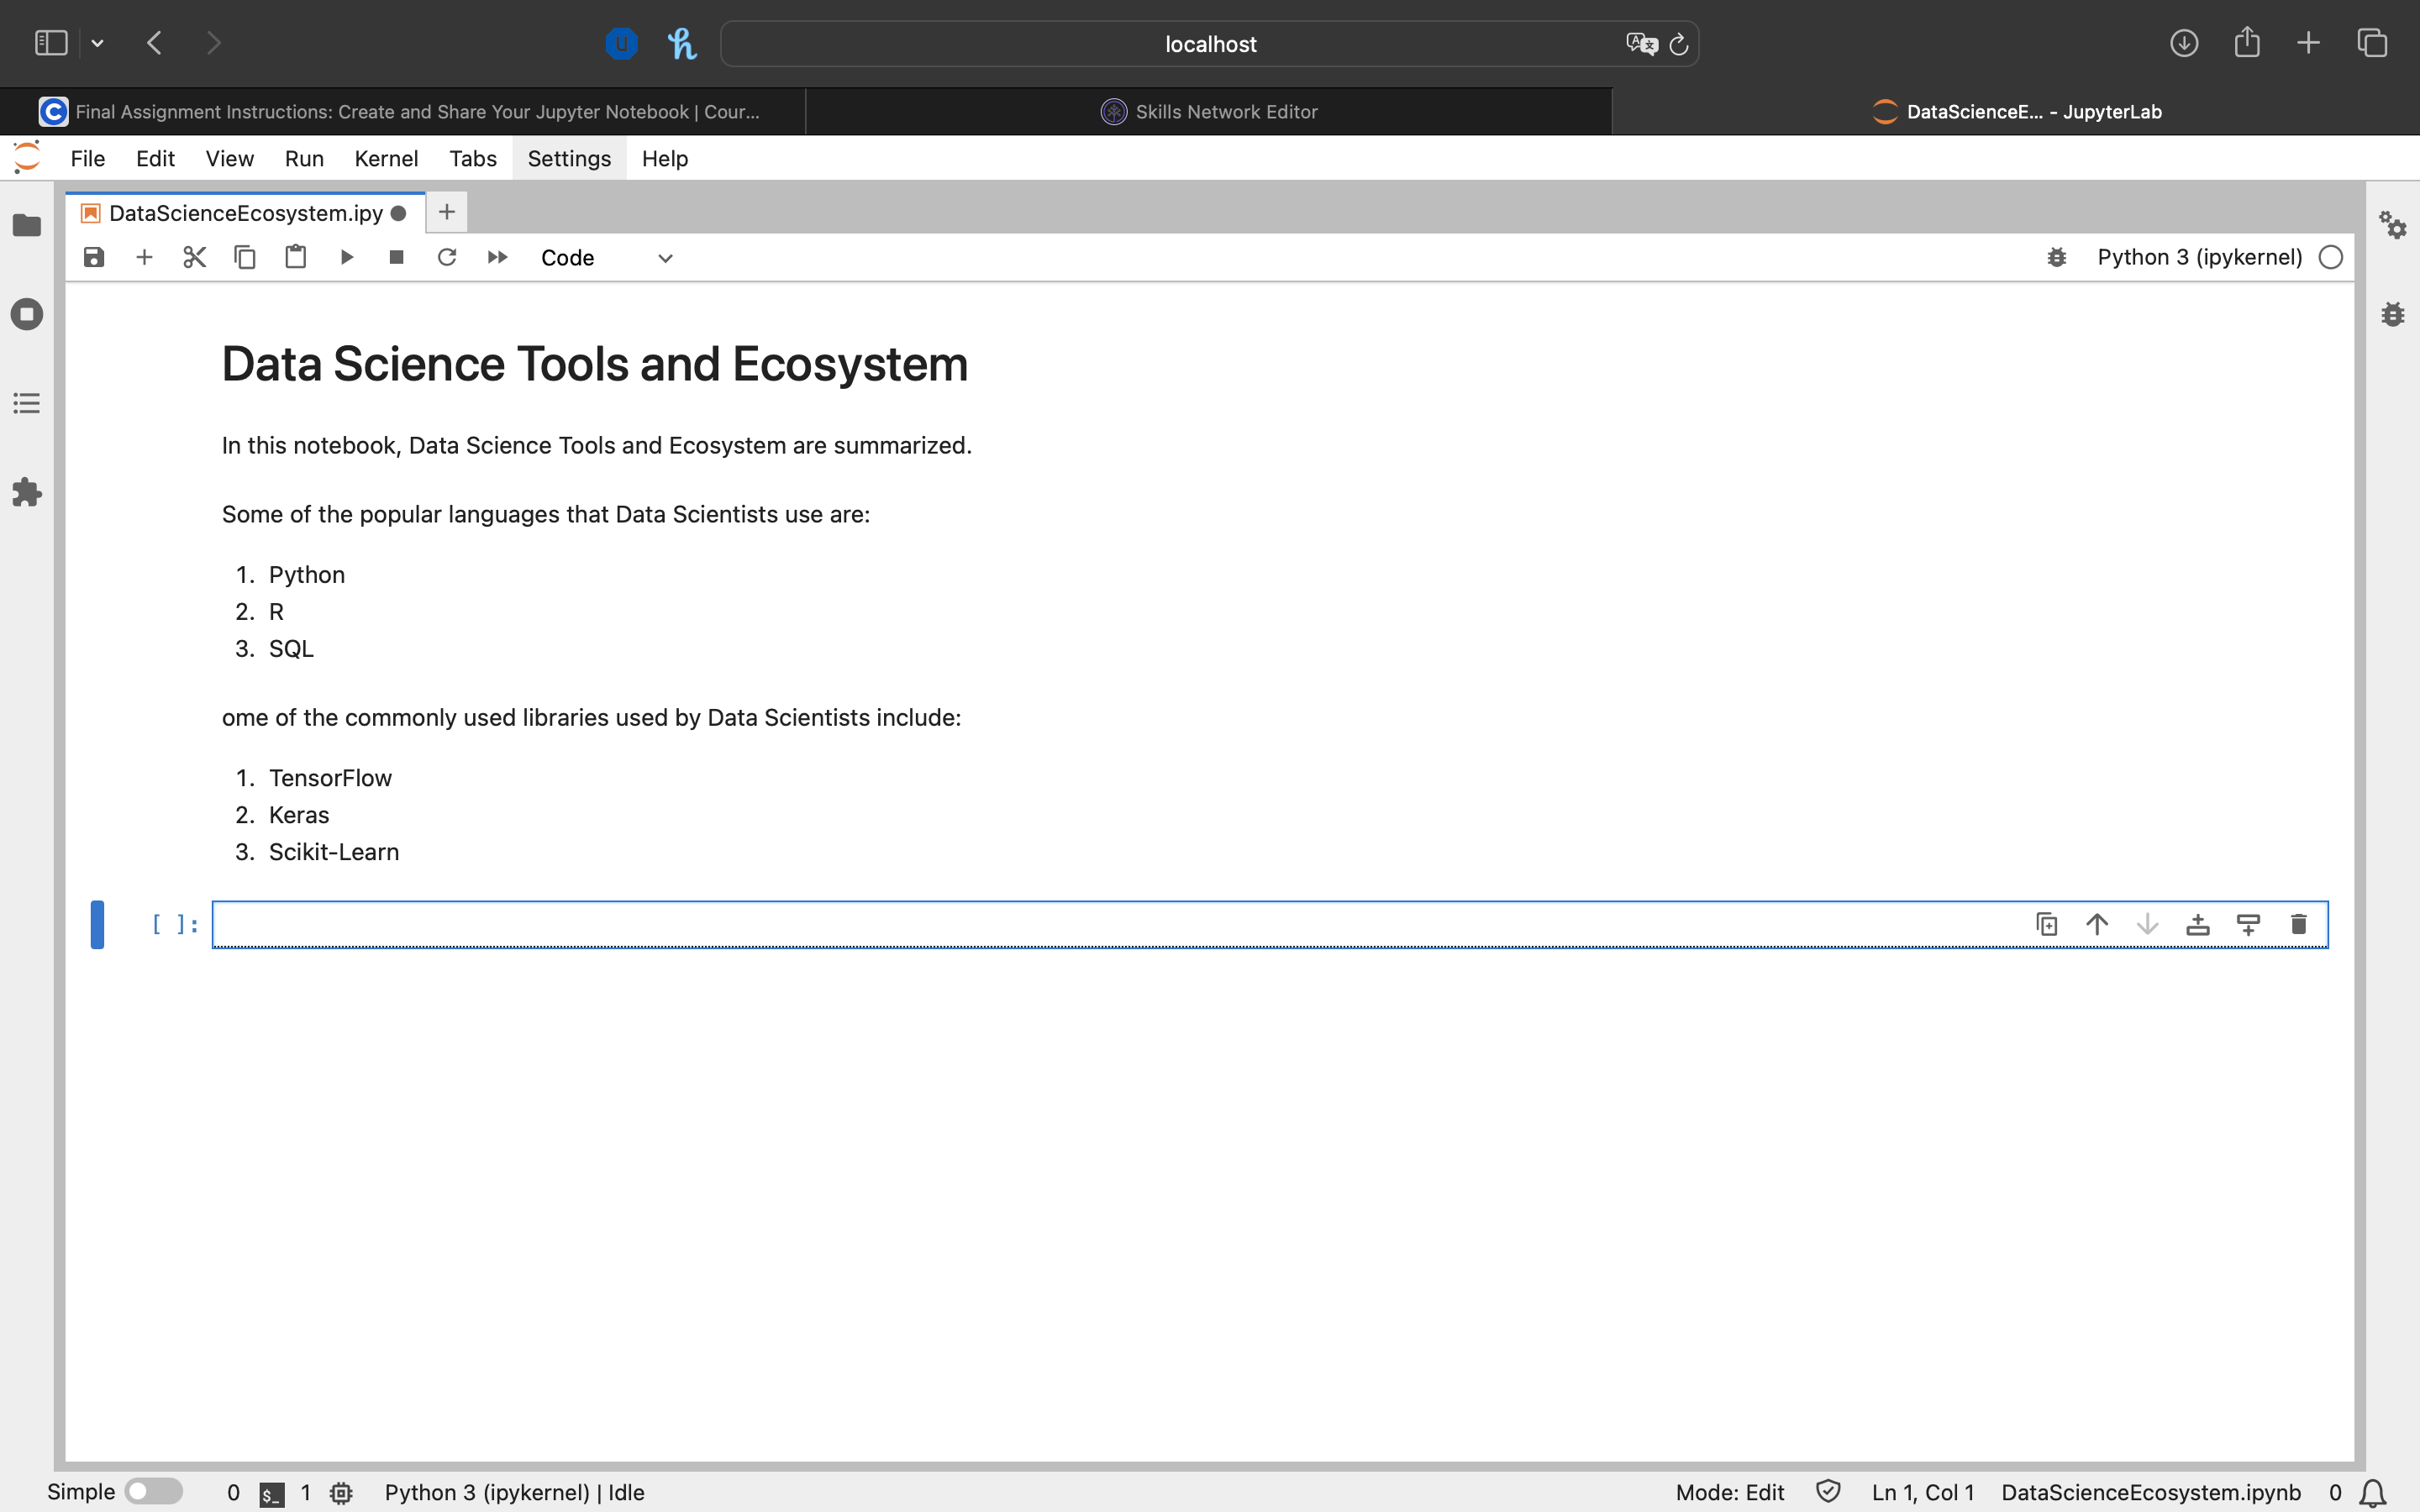 localhost
Final Assignment Instructions: Create and Share Your Jupyter Notebook | Cour...
Skills Network Editor
DataScienceE... - JupyterLab
File Edit View Run Kernel Tabs Settings Help
DataScienceEcosystem.ipy
Code
Python 3 (ipykernel)
Data Science Tools and Ecosystem
In this notebook, Data Science Tools and Ecosystem are summarized.
Some of the popular languages that Data Scientists use are:
1. Python
2. R
3. SQL
ome of the commonly used libraries used by Data Scientists include:
1. TensorFlow
2. Keras
3. Scikit-Learn
[ ]:
Simple 0 $_ 1 Python 3 (ipykernel) | Idle Mode: Edit Ln 1, Col 1 DataScienceEcosystem.ipynb 0